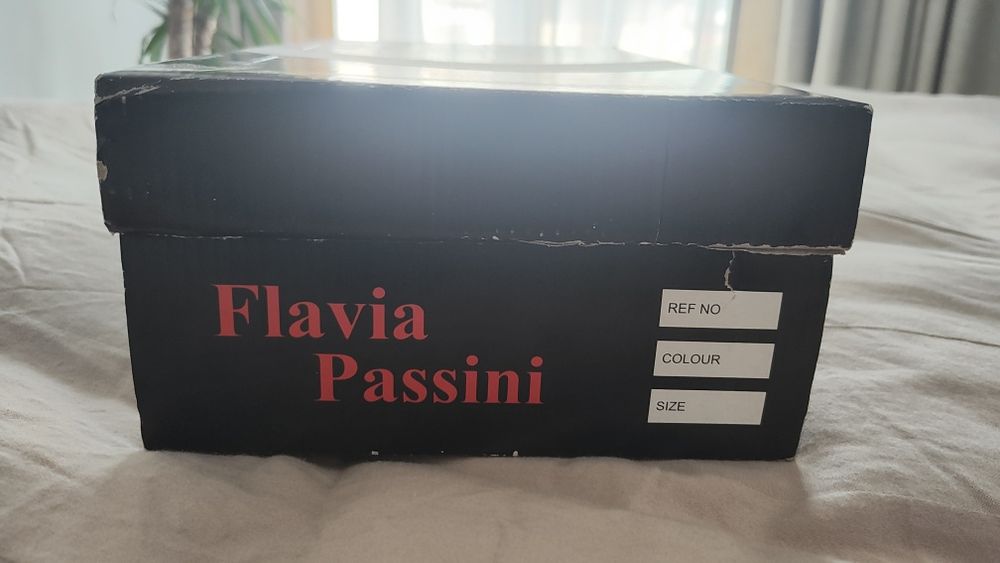 Flavia
Passini
REF NO
COLOUR
SIZE